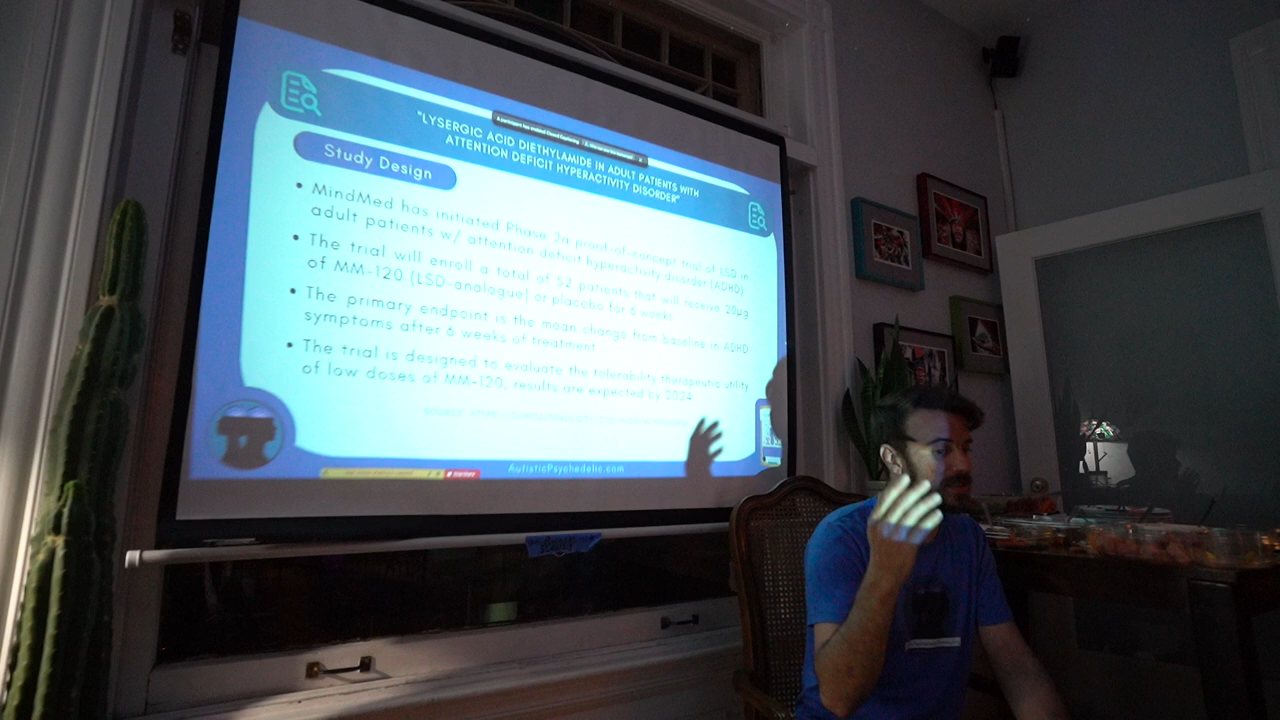 "LYSERGIC ACID DIETHYLAMIDE IN ADULT PATIENTS WITH
ATTENTION DEFICIT HYPERACTIVITY DISORDER"
Study Design
• MindMed has initiated Phase 2a proof-of-concept trial of LSD in
adult patients w/ attention deficit hyperactivity disorder (ADHD)
• The trial will enroll a total of 52 patients that will receive 20µg
of MM-120 (LSD-analogue) or placebo for 6 weeks
• The primary endpoint is the mean change from baseline in ADHD
symptoms after 6 weeks of treatment
• The trial is designed to evaluate the tolerability therapeutic utility
of low doses of MM-120, results are expected by 2024
AutisticPsychedelic.com